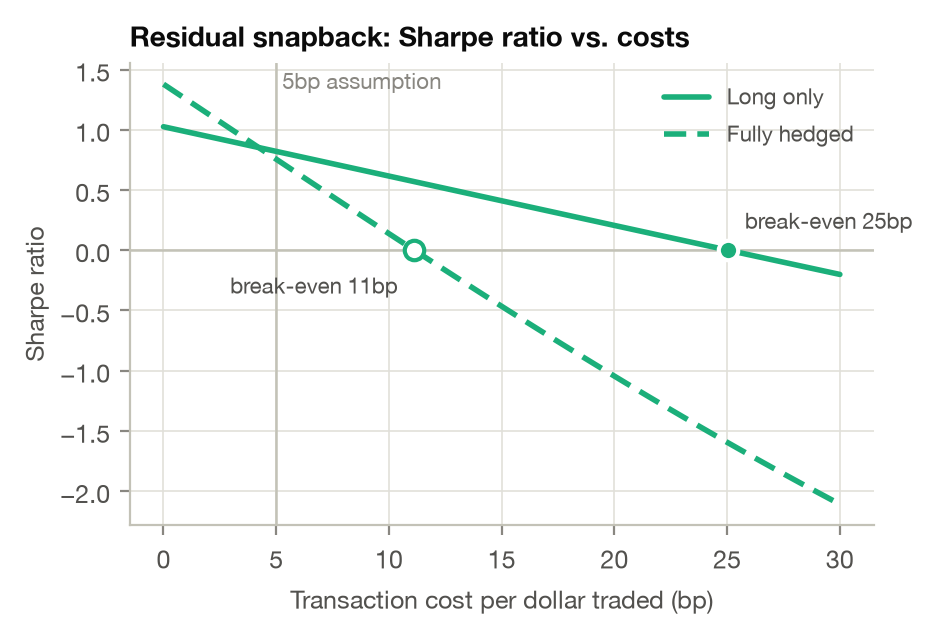 Residual snapback: Sharpe ratio vs. costs
1.5
1.0
0.5
0.0
−0.5
−1.0
−1.5
−2.0
Sharpe ratio
5bp assumption
Long only
Fully hedged
break-even 25bp
break-even 11bp
0 5 10 15 20 25 30
Transaction cost per dollar traded (bp)